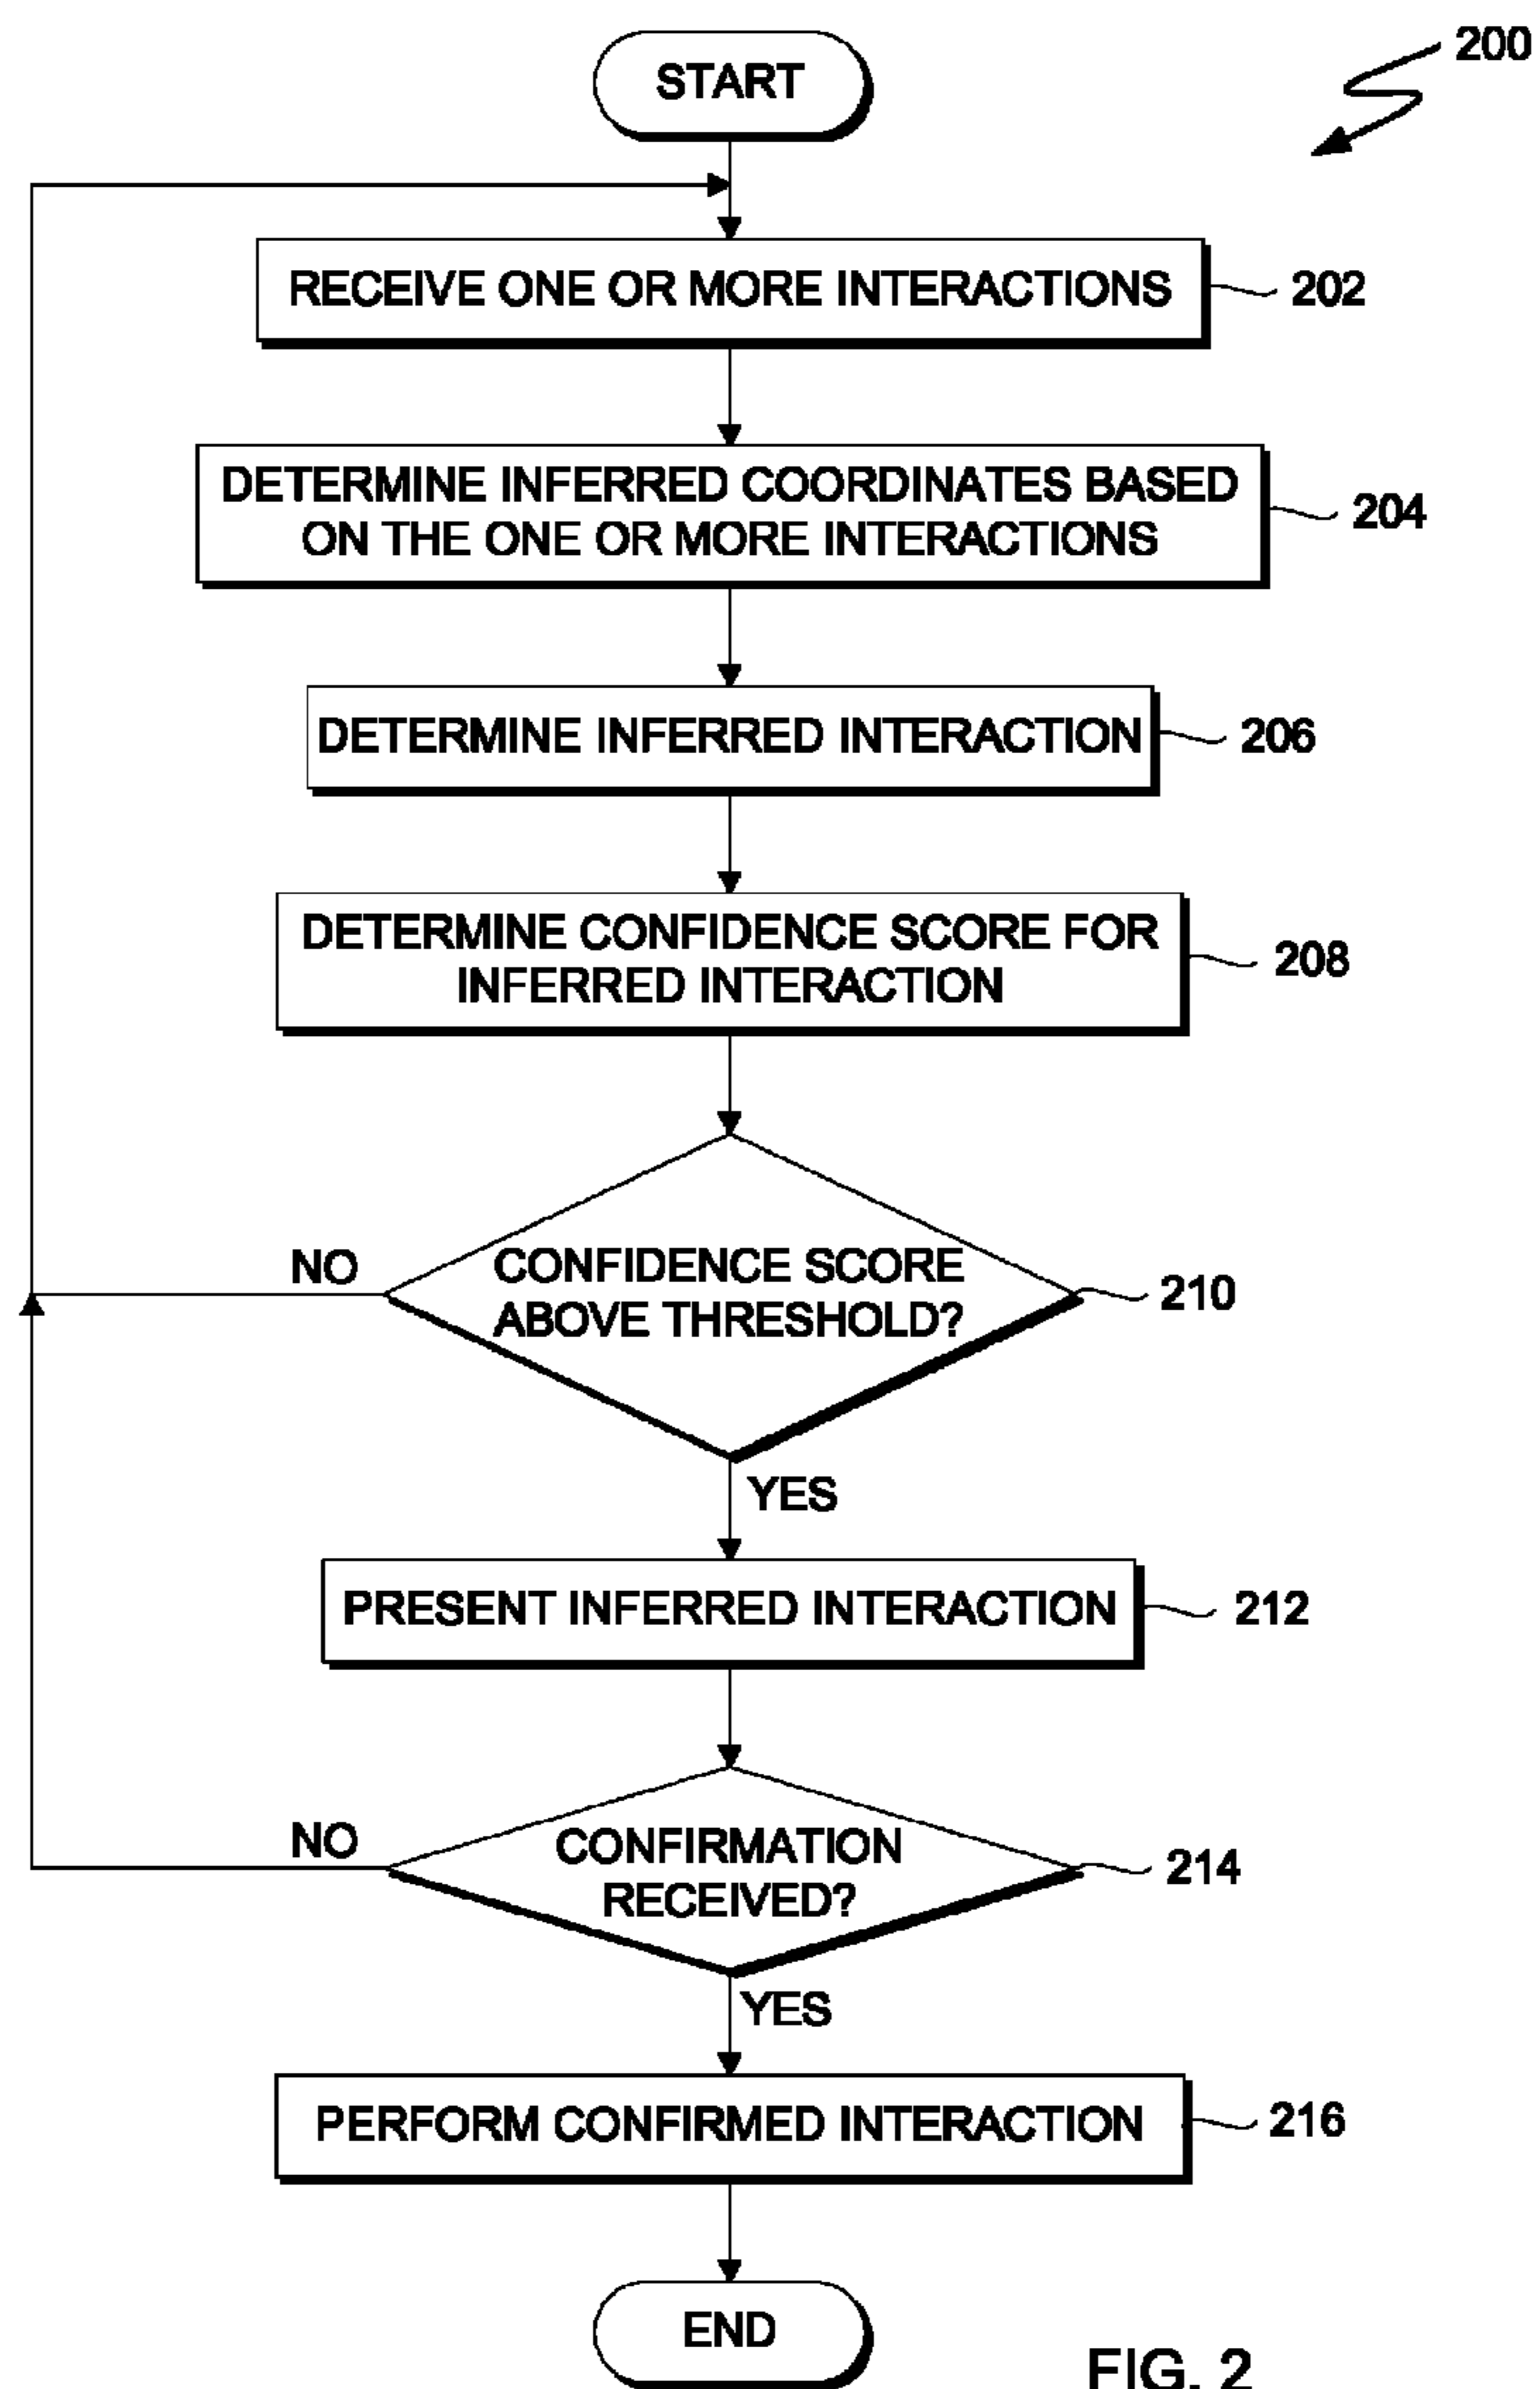 START
200
RECEIVE ONE OR MORE INTERACTIONS
202
DETERMINE INFERRED COORDINATES BASED
ON THE ONE OR MORE INTERACTIONS
204
DETERMINE INFERRED INTERACTION
206
DETERMINE CONFIDENCE SCORE FOR
INFERRED INTERACTION
208
NO
CONFIDENCE SCORE
ABOVE THRESHOLD?
210
YES
PRESENT INFERRED INTERACTION
212
NO
CONFIRMATION
RECEIVED?
214
YES
PERFORM CONFIRMED INTERACTION
216
END
FIG. 2